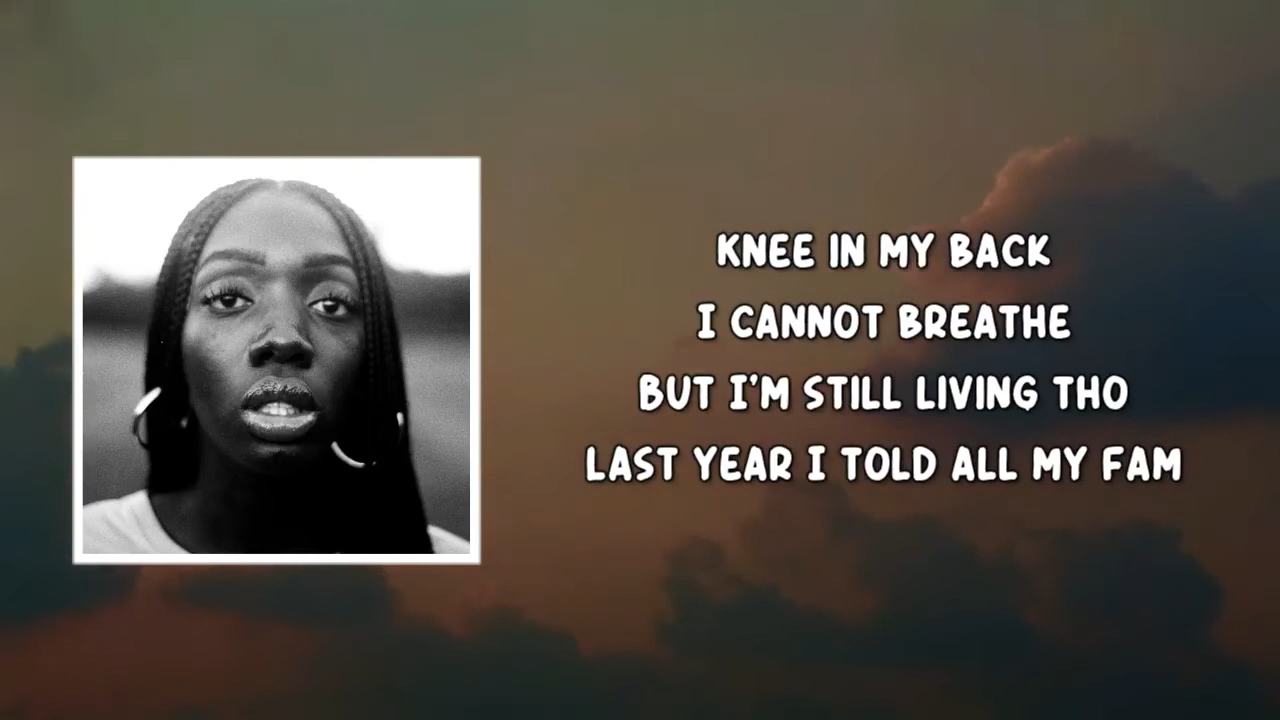 KNEE IN MY BACK
I CANNOT BREATHE
BUT I'M STILL LIVING THO
LAST YEAR I TOLD ALL MY FAM